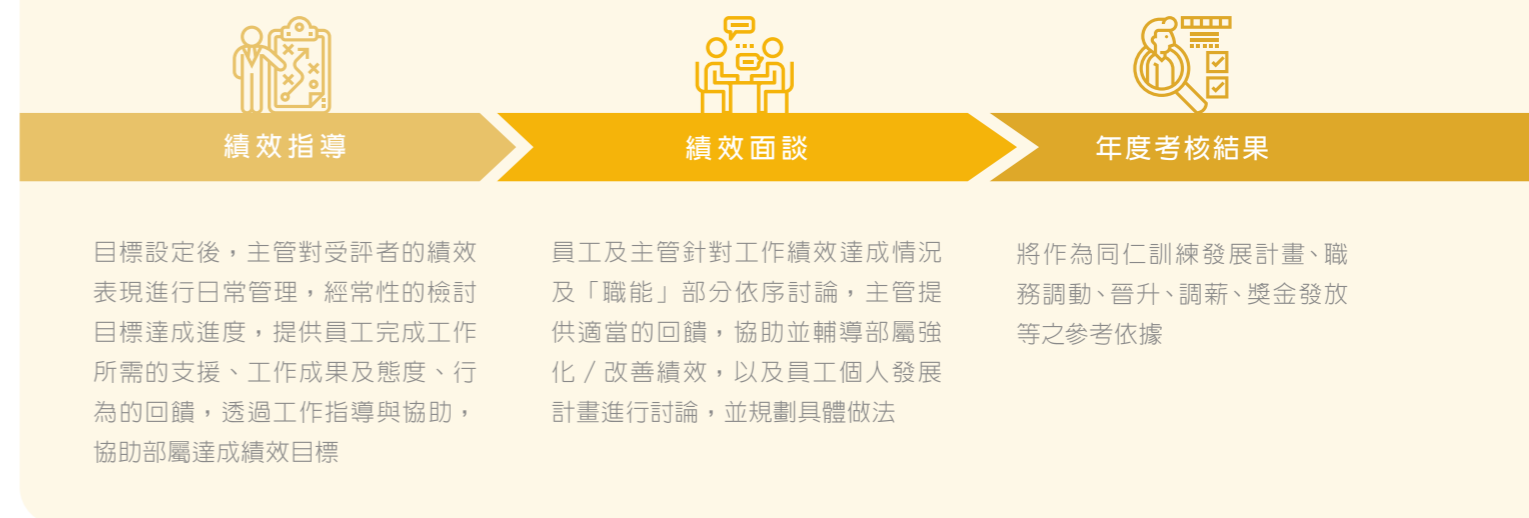 績效指導
績效面談
年度考核結果
目標設定後，主管對受評者的績效
表現進行日常管理，經常性的檢討
目標達成進度，提供員工完成工作
所需的支援、工作成果及態度、行
為的回饋，透過工作指導與協助，
協助部屬達成績效目標
員工及主管針對工作績效達成情況
及「職能」部分依序討論，主管提
供適當的回饋，協助並輔導部屬強
化 / 改善績效，以及員工個人發展
計畫進行討論，並規劃具體做法
將作為同仁訓練發展計畫、職
務調動、晉升、調薪、獎金發放
等之參考依據